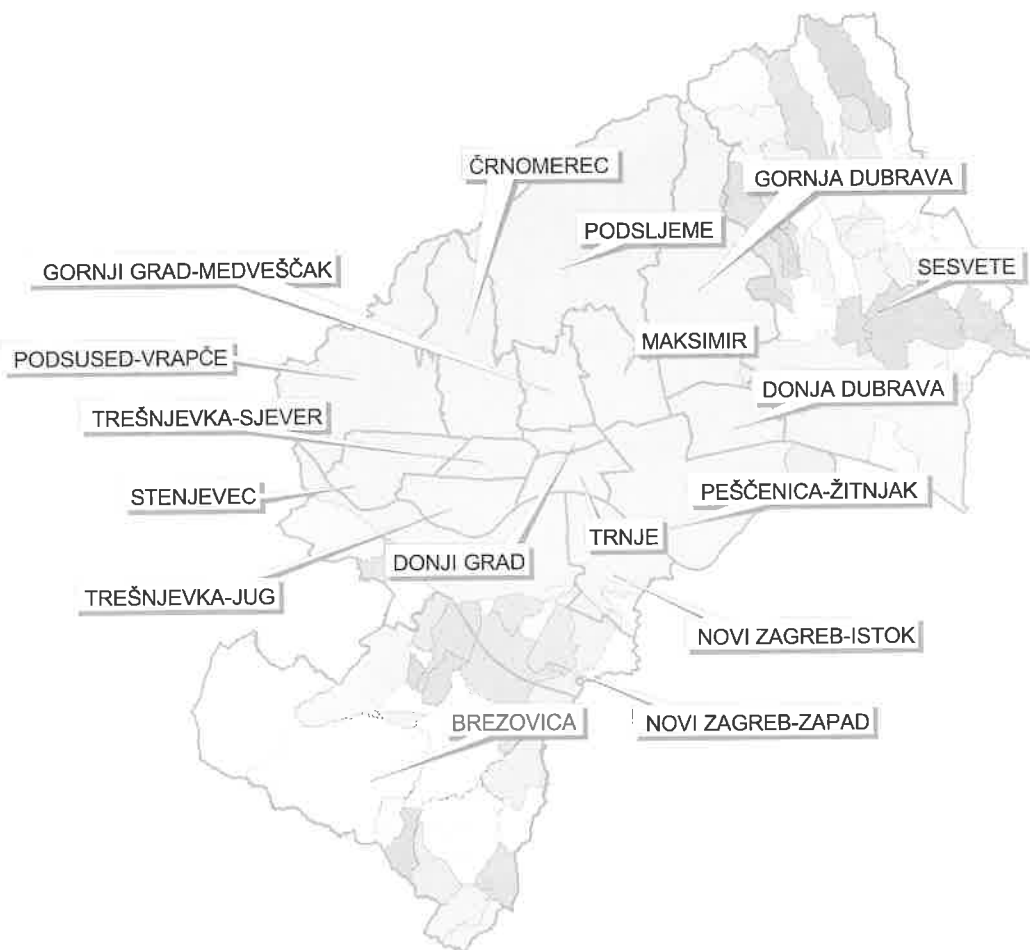 ČRNOMEREC
GORNJA DUBRAVA
PODSLJEME
GORNJI GRAD-MEDVEŠČAK
SESVETE
MAKSIMIR
PODSUSED-VRAPČE
DONJA DUBRAVA
TREŠNJEVKA-SJEVER
STENJEVEC
PEŠČENICA-ŽITNJAK
TRNJE
DONJI GRAD
TREŠNJEVKA-JUG
NOVI ZAGREB-ISTOK
BREZOVICA
NOVI ZAGREB-ZAPAD